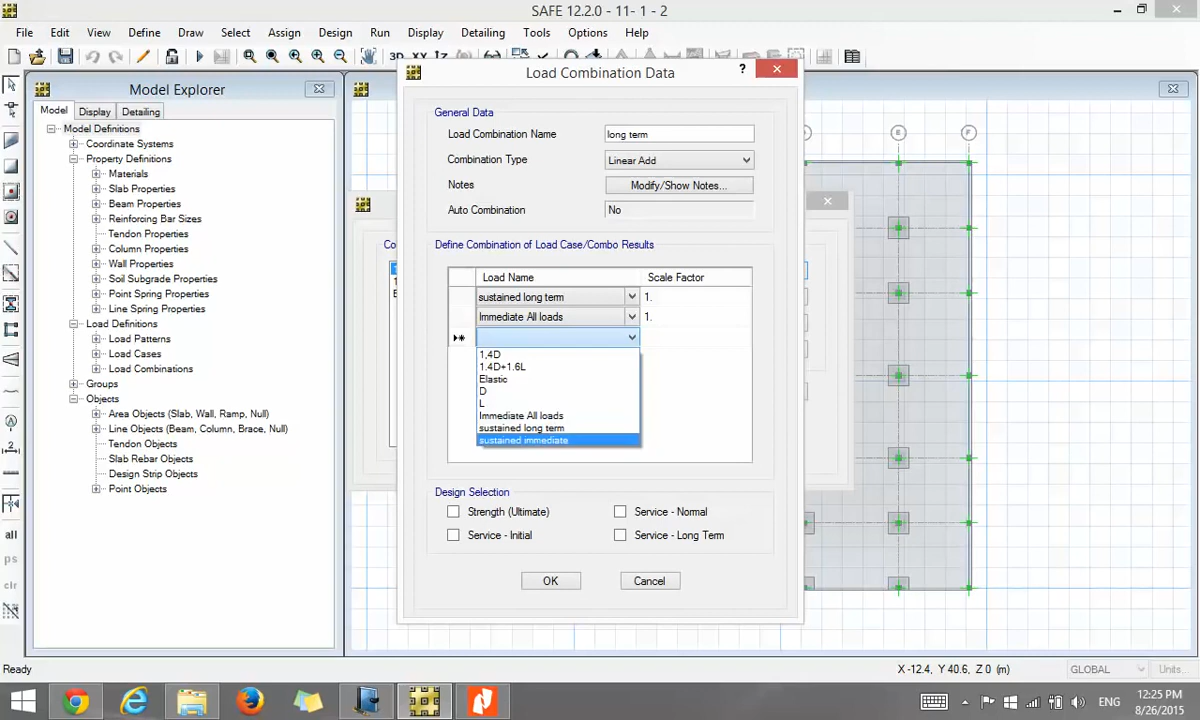 SAFE 12.2.0 - 11- 1 - 2
File Edit View Define Draw Select Assign Design Run Display Detailing Tools Options Help
Model Explorer
Model Display Detailing
Model Definitions
Coordinate Systems
Property Definitions
Materials
Slab Properties
Beam Properties
Reinforcing Bar Sizes
Tendon Properties
Column Properties
Wall Properties
Soil Subgrade Properties
Point Spring Properties
Line Spring Properties
Load Definitions
Load Patterns
Load Cases
Load Combinations
Groups
Objects
Area Objects (Slab, Wall, Ramp, Null)
Line Objects (Beam, Column, Brace, Null)
Tendon Objects
Slab Rebar Objects
Design Strip Objects
Point Objects
all
ps
clr
Load Combination Data
?
General Data
Load Combination Name long term
Combination Type Linear Add
Notes Modify/Show Notes...
Auto Combination No
Define Combination of Load Case/Combo Results
Load Name Scale Factor
sustained long term 1.
Immediate All loads 1.
1.4D
1.4D+1.6L
Elastic
D
L
Immediate All loads
sustained long term
sustained immediate
Design Selection
Strength (Ultimate) Service - Normal
Service - Initial Service - Long Term
OK Cancel
E F
Ready X -12.4, Y 40.6, Z 0 (m) GLOBAL Units...
ENG 12:25 PM
8/26/2015